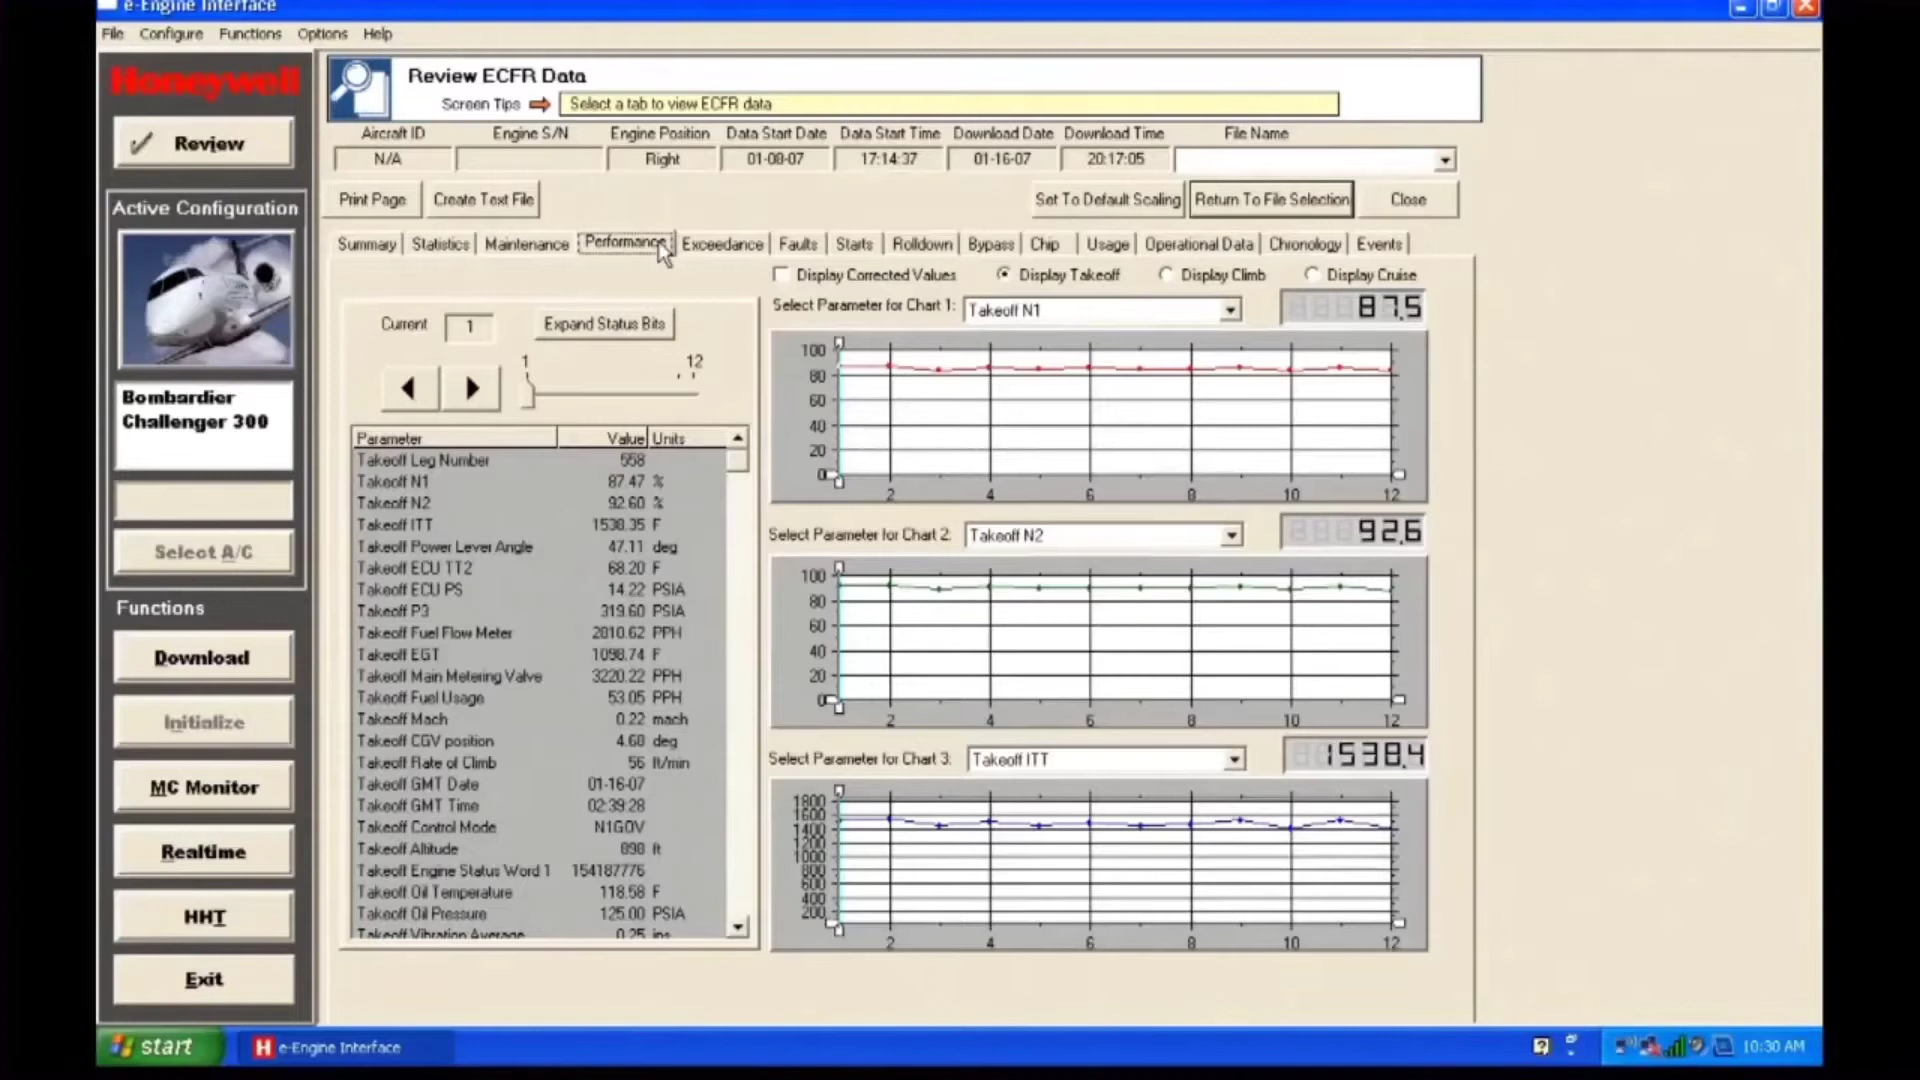 e-Engine Interface
File Configure Functions Options Help
Honeywell
Review ECFR Data
Screen Tips Select a tab to view ECFR data
Review
Aircraft ID Engine S/N Engine Position Data Start Date Data Start Time Download Date Download Time File Name
N/A Right 01-08-07 17:14:37 01-16-07 20:17:05
Print Page Create Text File Set To Default Scaling Return To File Selection Close
Active Configuration
Summary Statistics Maintenance Performance Exceedance Faults Starts Rolldown Bypass Chip Usage Operational Data Chronology Events
Display Corrected Values Display Takeoff Display Climb Display Cruise
Select Parameter for Chart 1: Takeoff N1 87.5
Current 1 Expand Status Bits
1 12
Bombardier
Challenger 300
Parameter Value Units
Takeoff Leg Number 558
Takeoff N1 87.47 %
Takeoff N2 92.60 %
Takeoff ITT 1538.35 F
Takeoff Power Lever Angle 47.11 deg
Takeoff ECU TT2 68.20 F
Takeoff ECU PS 14.22 PSIA
Takeoff P3 319.60 PSIA
Takeoff Fuel Flow Meter 2810.62 PPH
Takeoff EGT 1098.74 F
Takeoff Main Metering Valve 3220.22 PPH
Takeoff Fuel Usage 53.05 PPH
Takeoff Mach 0.22 mach
Takeoff CGV position 4.60 deg
Takeoff Rate of Climb 56 ft/min
Takeoff GMT Date 01-16-07
Takeoff GMT Time 02:39:28
Takeoff Control Mode N1GOV
Takeoff Altitude 898 ft
Takeoff Engine Status Word 1 154187776
Takeoff Oil Temperature 118.58 F
Takeoff Oil Pressure 125.00 PSIA
Takeoff Vibration Average 0.25 ips
100
80
60
40
20
0
2 4 6 8 10 12
Select Parameter for Chart 2: Takeoff N2 92.6
100
80
60
40
20
0
2 4 6 8 10 12
Select Parameter for Chart 3: Takeoff ITT 1538.4
1800
1600
1400
1200
1000
800
600
400
200
2 4 6 8 10 12
Select A/C
Functions
Download
Initialize
MC Monitor
Realtime
HHT
Exit
start H e-Engine Interface 10:30 AM